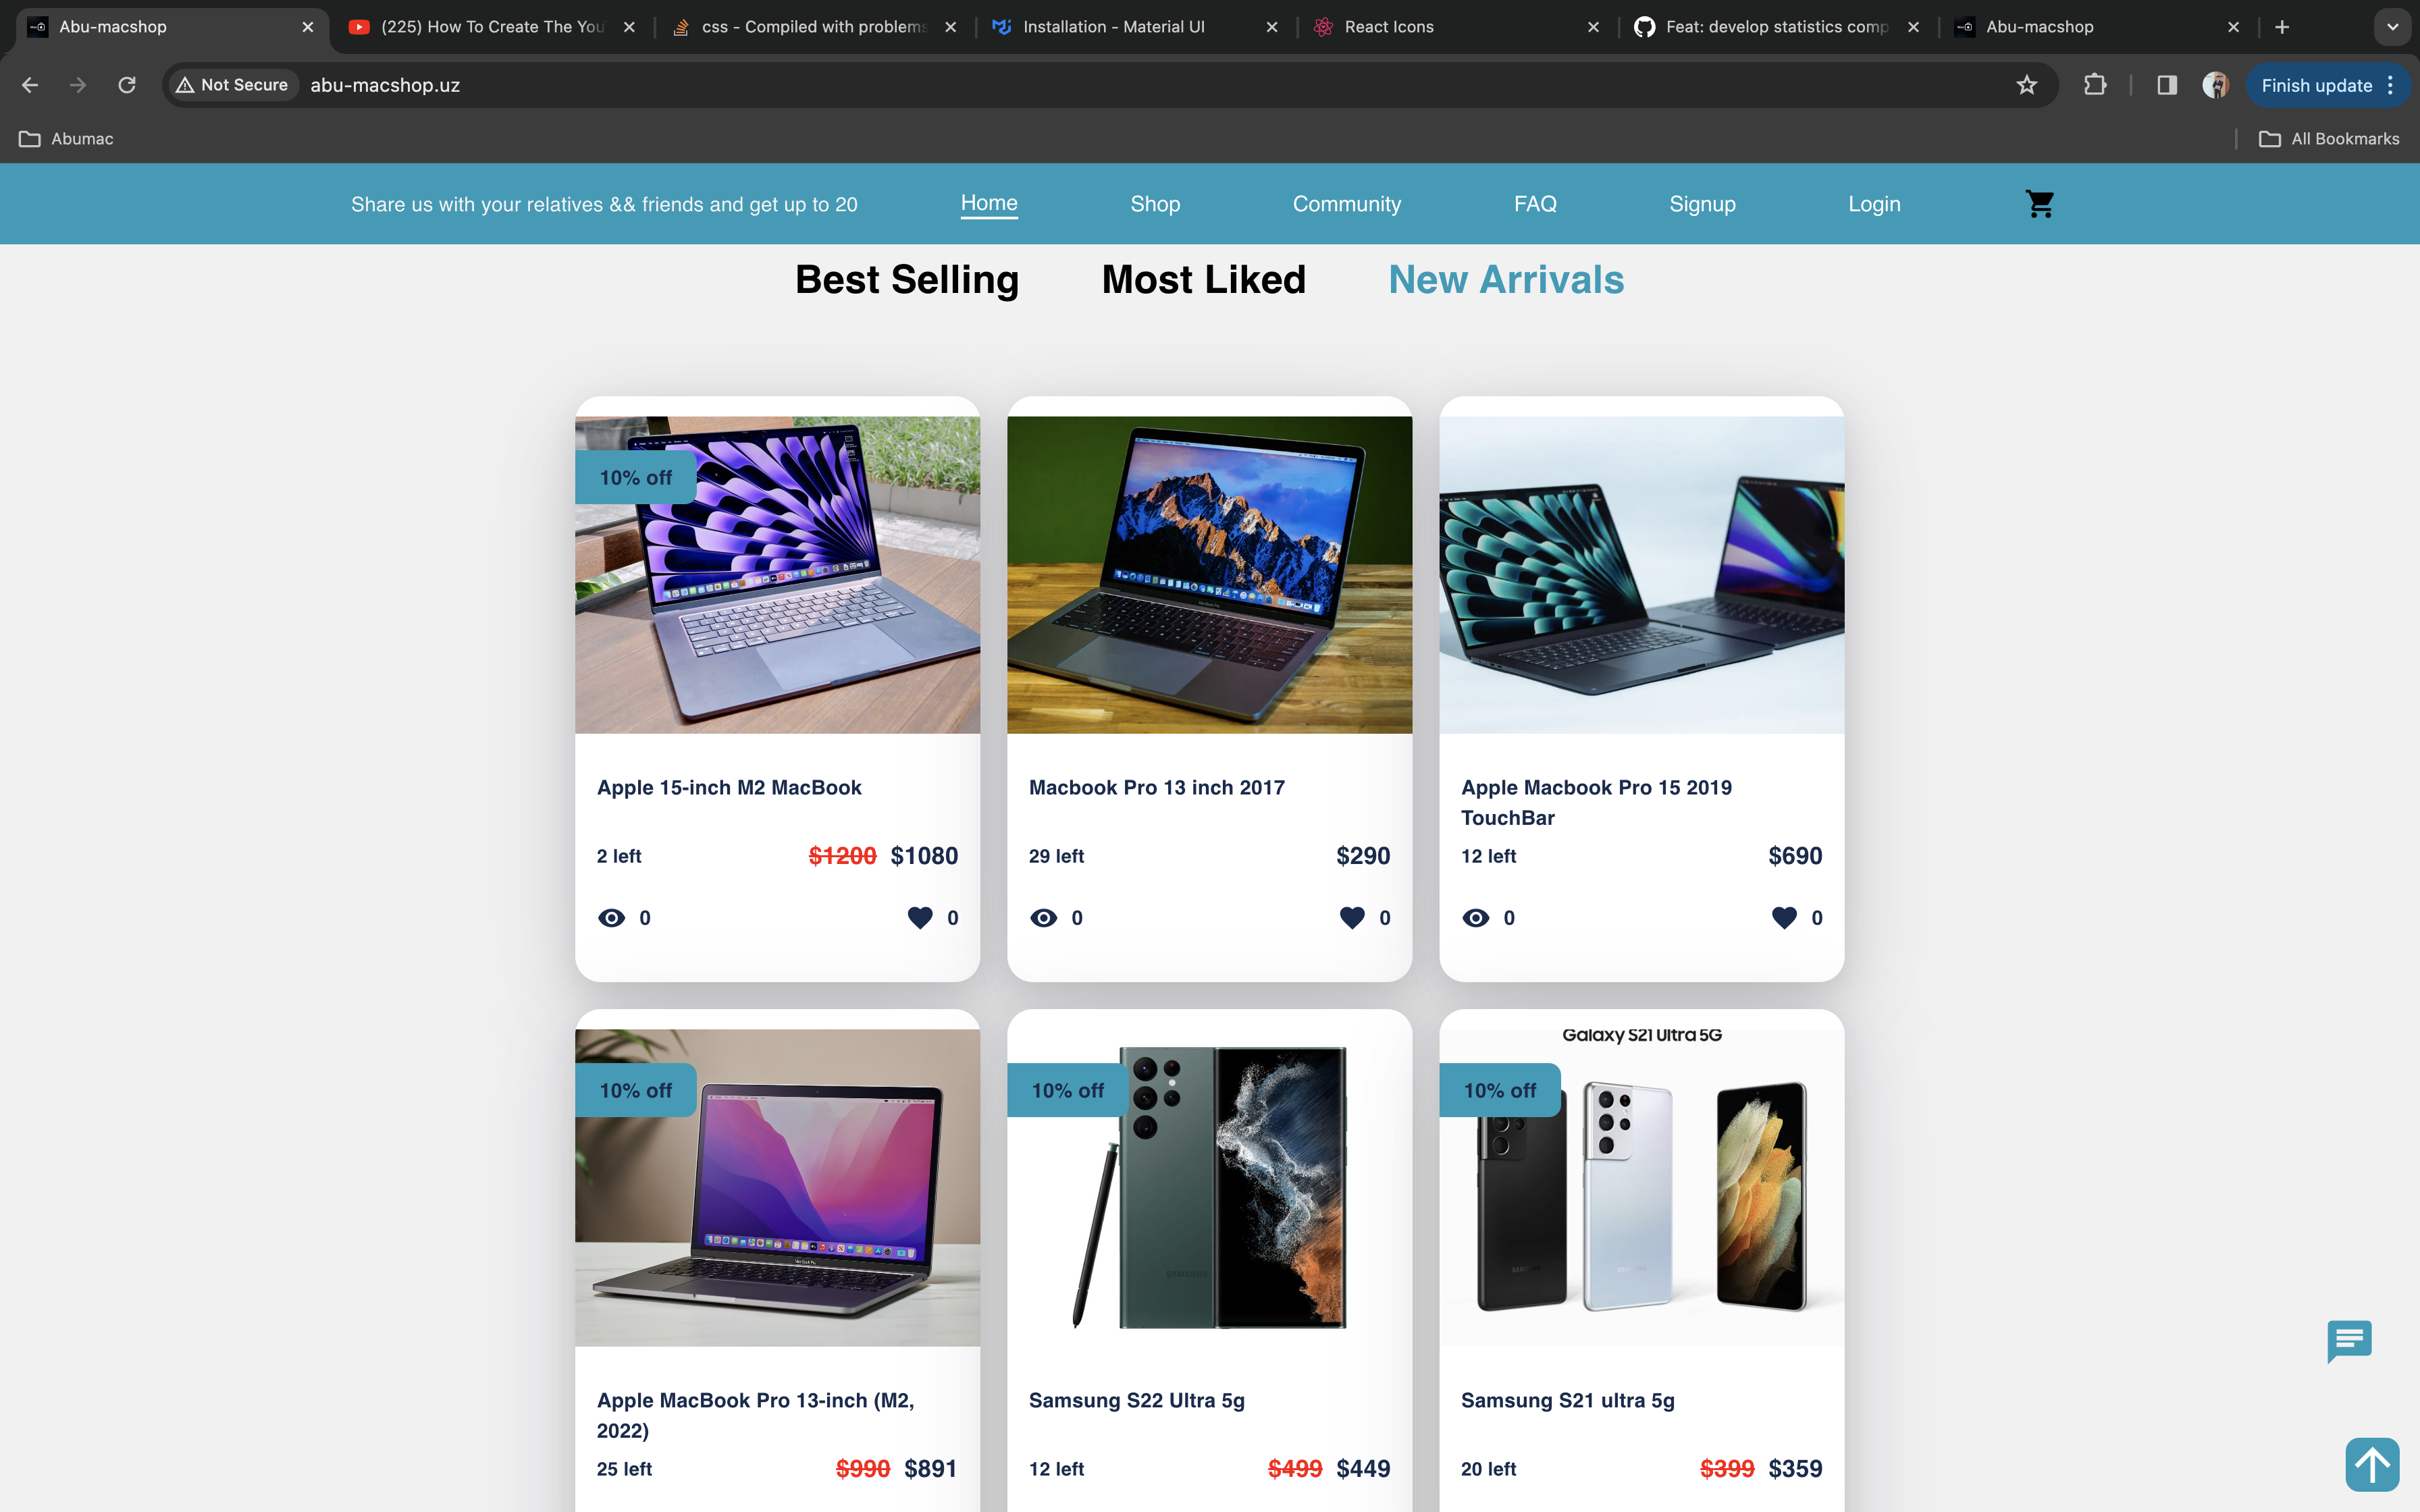 Abu-macshop
(225) How To Create The You
css - Compiled with problems
Installation - Material UI
React Icons
Feat: develop statistics comp
Abu-macshop
Not Secure
abu-macshop.uz
Finish update
Abumac
All Bookmarks
Share us with your relatives && friends and get up to 20
Home
Shop
Community
FAQ
Signup
Login
Best Selling
Most Liked
New Arrivals
10% off
Apple 15-inch M2 MacBook
2 left
$1200 $1080
0
0
Macbook Pro 13 inch 2017
29 left
$290
0
0
Apple Macbook Pro 15 2019
TouchBar
12 left
$690
0
0
10% off
Apple MacBook Pro 13-inch (M2,
2022)
25 left
$990 $891
10% off
SAMSUNG
Samsung S22 Ultra 5g
12 left
$499 $449
Galaxy S21 Ultra 5G
10% off
Samsung S21 ultra 5g
20 left
$399 $359